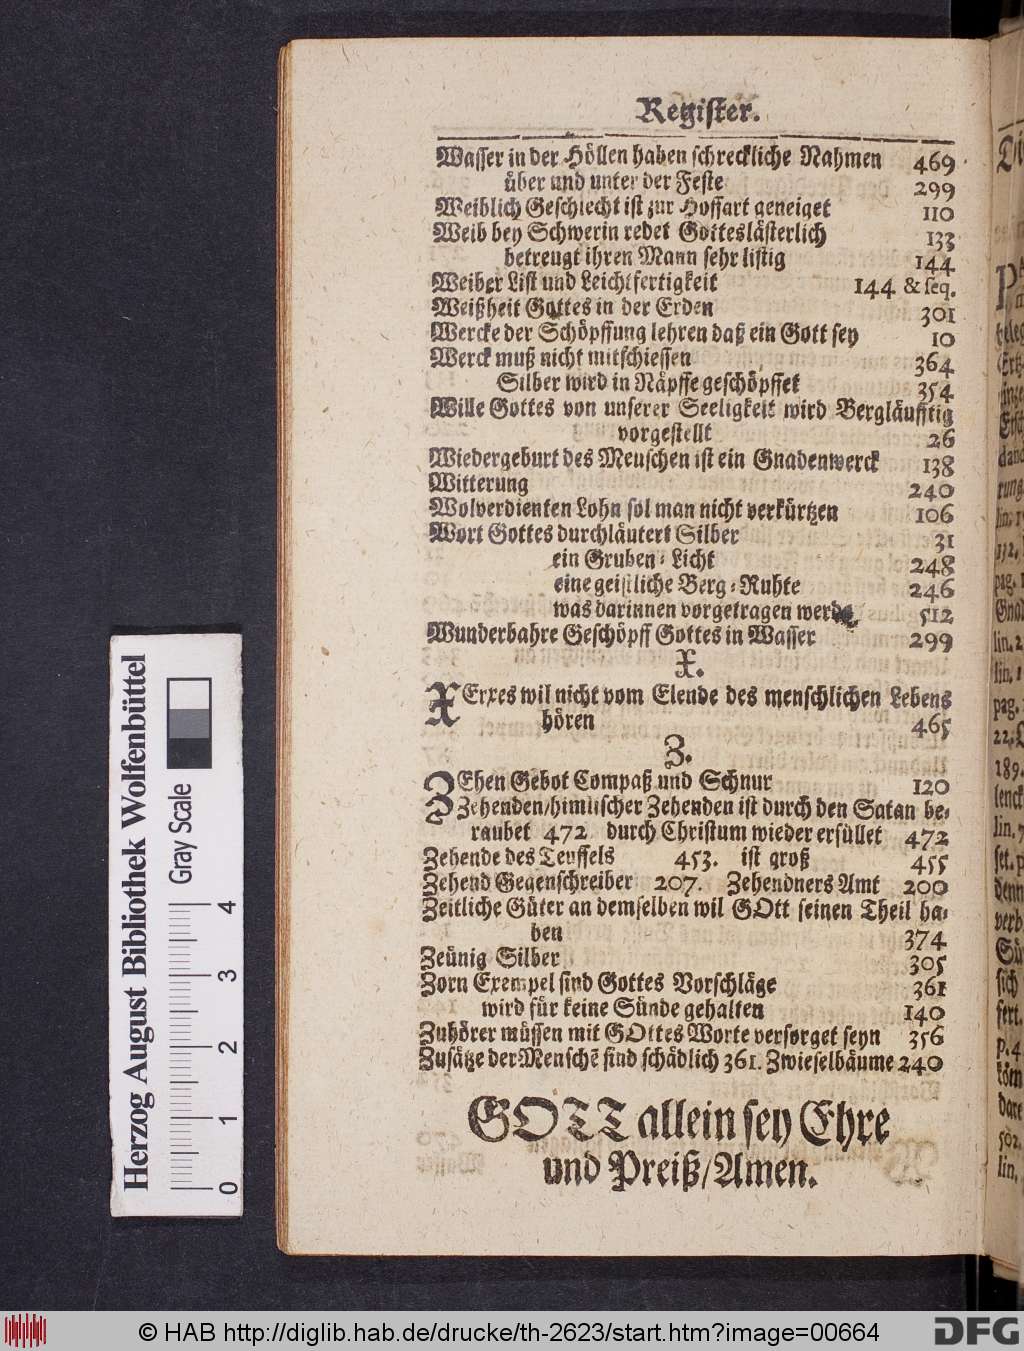 Register.
Wasser in der Höllen haben schreckliche Nahmen 469
über und unter der Feste 299
Weiblich Geschlecht ist zur Hoffart geneiget 110
Weib bey Schwerin redet Gotteslästerlich 133
betreugt ihren Mann sehr listig 144
Weiber List und Leichtfertigkeit 144 & seq.
Weißheit Gottes in der Erden 301
Wercke der Schöpffung lehren daß ein Gott sey 10
Werck muß nicht mitschiessen 364
Silber wird in Näpffe geschöpffet 354
Wille Gottes von unserer Seeligkeit wird Bergläufftig
vorgestellt 26
Wiedergeburt des Menschen ist ein Gnadenwerck 138
Witterung 240
Wolverdienten Lohn sol man nicht verkürtzen 106
Wort Gottes durchläutert Silber 31
ein Gruben-Licht 248
eine geistliche Berg-Ruhte 246
was darinnen vorgetragen werde 512
Wunderbahre Geschöpff Gottes in Wasser 299
X.
XErxes wil nicht vom Elende des menschlichen Lebens
hören 465
Z.
ZEhen Gebot Compaß und Schnur 120
Zehenden/himlischer Zehenden ist durch den Satan be-
raubet 472 durch Christum wieder erfüllet 472
Zehende des Teuffels 453. ist groß 455
Zehend Gegenschreiber 207. Zehendners Amt 200
Zeitliche Güter an demselben wil GOtt seinen Theil ha-
ben 374
Zeünig Silber 305
Zorn Exempel sind Gottes Vorschläge 361
wird für keine Sünde gehalten 140
Zuhörer müssen mit GOttes Worte versorget seyn 356
Zusätze der Menschē sind schädlich 361. Zwieselbäume 240
GOTT allein sey Ehre
und Preiß/Amen.
Herzog August Bibliothek Wolfenbüttel
Gray Scale
0 1 2 3 4
© HAB http://diglib.hab.de/drucke/th-2623/start.htm?image=00664
DFG